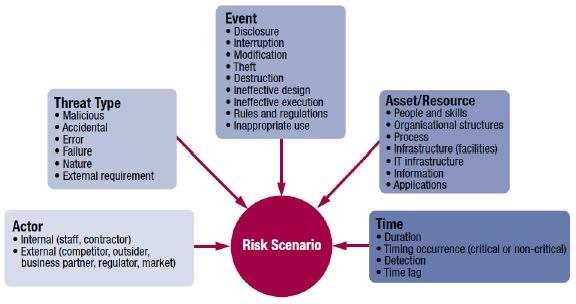 Event
• Disclosure
• Interruption
• Modification
• Theft
• Destruction
• Ineffective design
• Ineffective execution
• Rules and regulations
• Inappropriate use
Threat Type
• Malicious
• Accidental
• Error
• Failure
• Nature
• External requirement
Asset/Resource
• People and skills
• Organisational structures
• Process
• Infrastructure (facilities)
• IT infrastructure
• Information
• Applications
Actor
• Internal (staff, contractor)
• External (competitor, outsider,
business partner, regulator, market)
Risk Scenario
Time
• Duration
• Timing occurrence (critical or non-critical)
• Detection
• Time lag